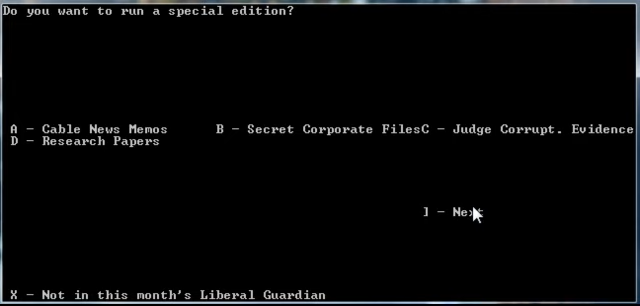 Do you want to run a special edition?
A - Cable News Memos B - Secret Corporate FilesC - Judge Corrupt. Evidence
D - Research Papers
] - Next
X - Not in this month's Liberal Guardian